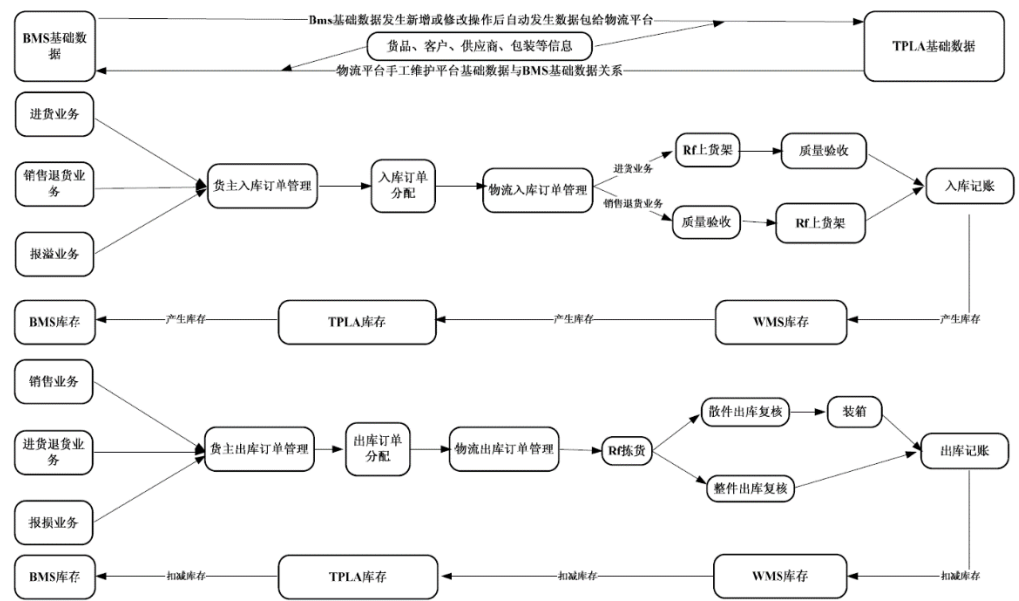 Bms基础数据发生新增或修改操作后自动发生数据包给物流平台
BMS基础数
据
货品、客户、供应商、包装等信息
TPLA基础数据
物流平台手工维护平台基础数据与BMS基础数据关系
进货业务
销售退货业
务
报溢业务
货主入库订单管理
入库订单
分配
物流入库订单管理
进货业务
销售退货业务
Rf上货架
质量验收
质量验收
Rf上货架
入库记账
BMS库存
产生库存
TPLA库存
产生库存
WMS库存
产生库存
销售业务
进货退货业
务
报损业务
货主出库订单管理
出库订单
分配
物流出库订单管理
Rf拣货
散件出库复核
装箱
整件出库复核
出库记账
BMS库存
扣减库存
TPLA库存
扣减库存
WMS库存
扣减库存